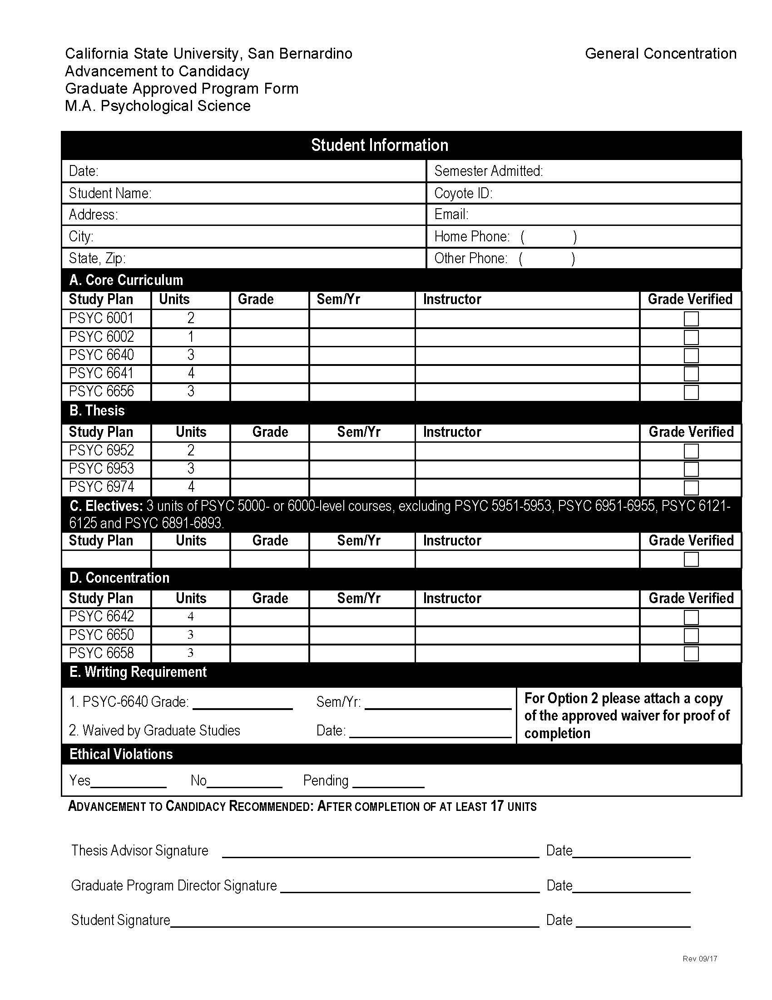 California State University, San Bernardino General Concentration
Advancement to Candidacy
Graduate Approved Program Form
M.A. Psychological Science
Student Information
Date: Semester Admitted:
Student Name: Coyote ID:
Address: Email:
City: Home Phone: ( )
State, Zip: Other Phone: ( )
A. Core Curriculum
Study Plan Units Grade Sem/Yr Instructor Grade Verified
PSYC 6001 2
PSYC 6002 1
PSYC 6640 3
PSYC 6641 4
PSYC 6656 3
B. Thesis
Study Plan Units Grade Sem/Yr Instructor Grade Verified
PSYC 6952 2
PSYC 6953 3
PSYC 6974 4
C. Electives: 3 units of PSYC 5000- or 6000-level courses, excluding PSYC 5951-5953, PSYC 6951-6955, PSYC 6121-
6125 and PSYC 6891-6893.
Study Plan Units Grade Sem/Yr Instructor Grade Verified
D. Concentration
Study Plan Units Grade Sem/Yr Instructor Grade Verified
PSYC 6642 4
PSYC 6650 3
PSYC 6658 3
E. Writing Requirement
1. PSYC-6640 Grade: ____________ Sem/Yr: ____________
2. Waived by Graduate Studies Date: ____________
For Option 2 please attach a copy
of the approved waiver for proof of
completion
Ethical Violations
Yes__________ No__________ Pending __________
ADVANCEMENT TO CANDIDACY RECOMMENDED: AFTER COMPLETION OF AT LEAST 17 UNITS
Thesis Advisor Signature ____________ Date____________
Graduate Program Director Signature ____________ Date____________
Student Signature____________ Date ____________
Rev 09/17